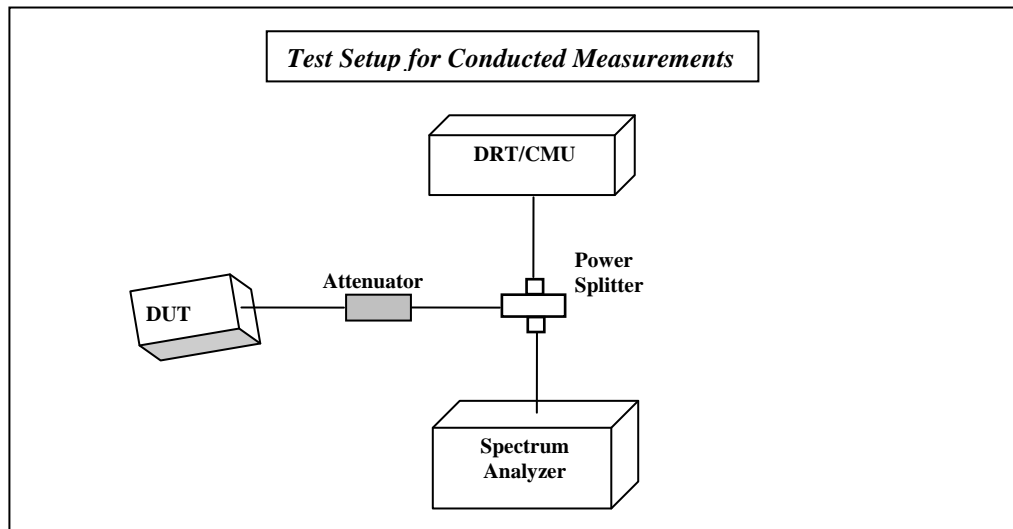 Test Setup for Conducted Measurements
DRT/CMU
Power
Splitter
Attenuator
DUT
Spectrum
Analyzer